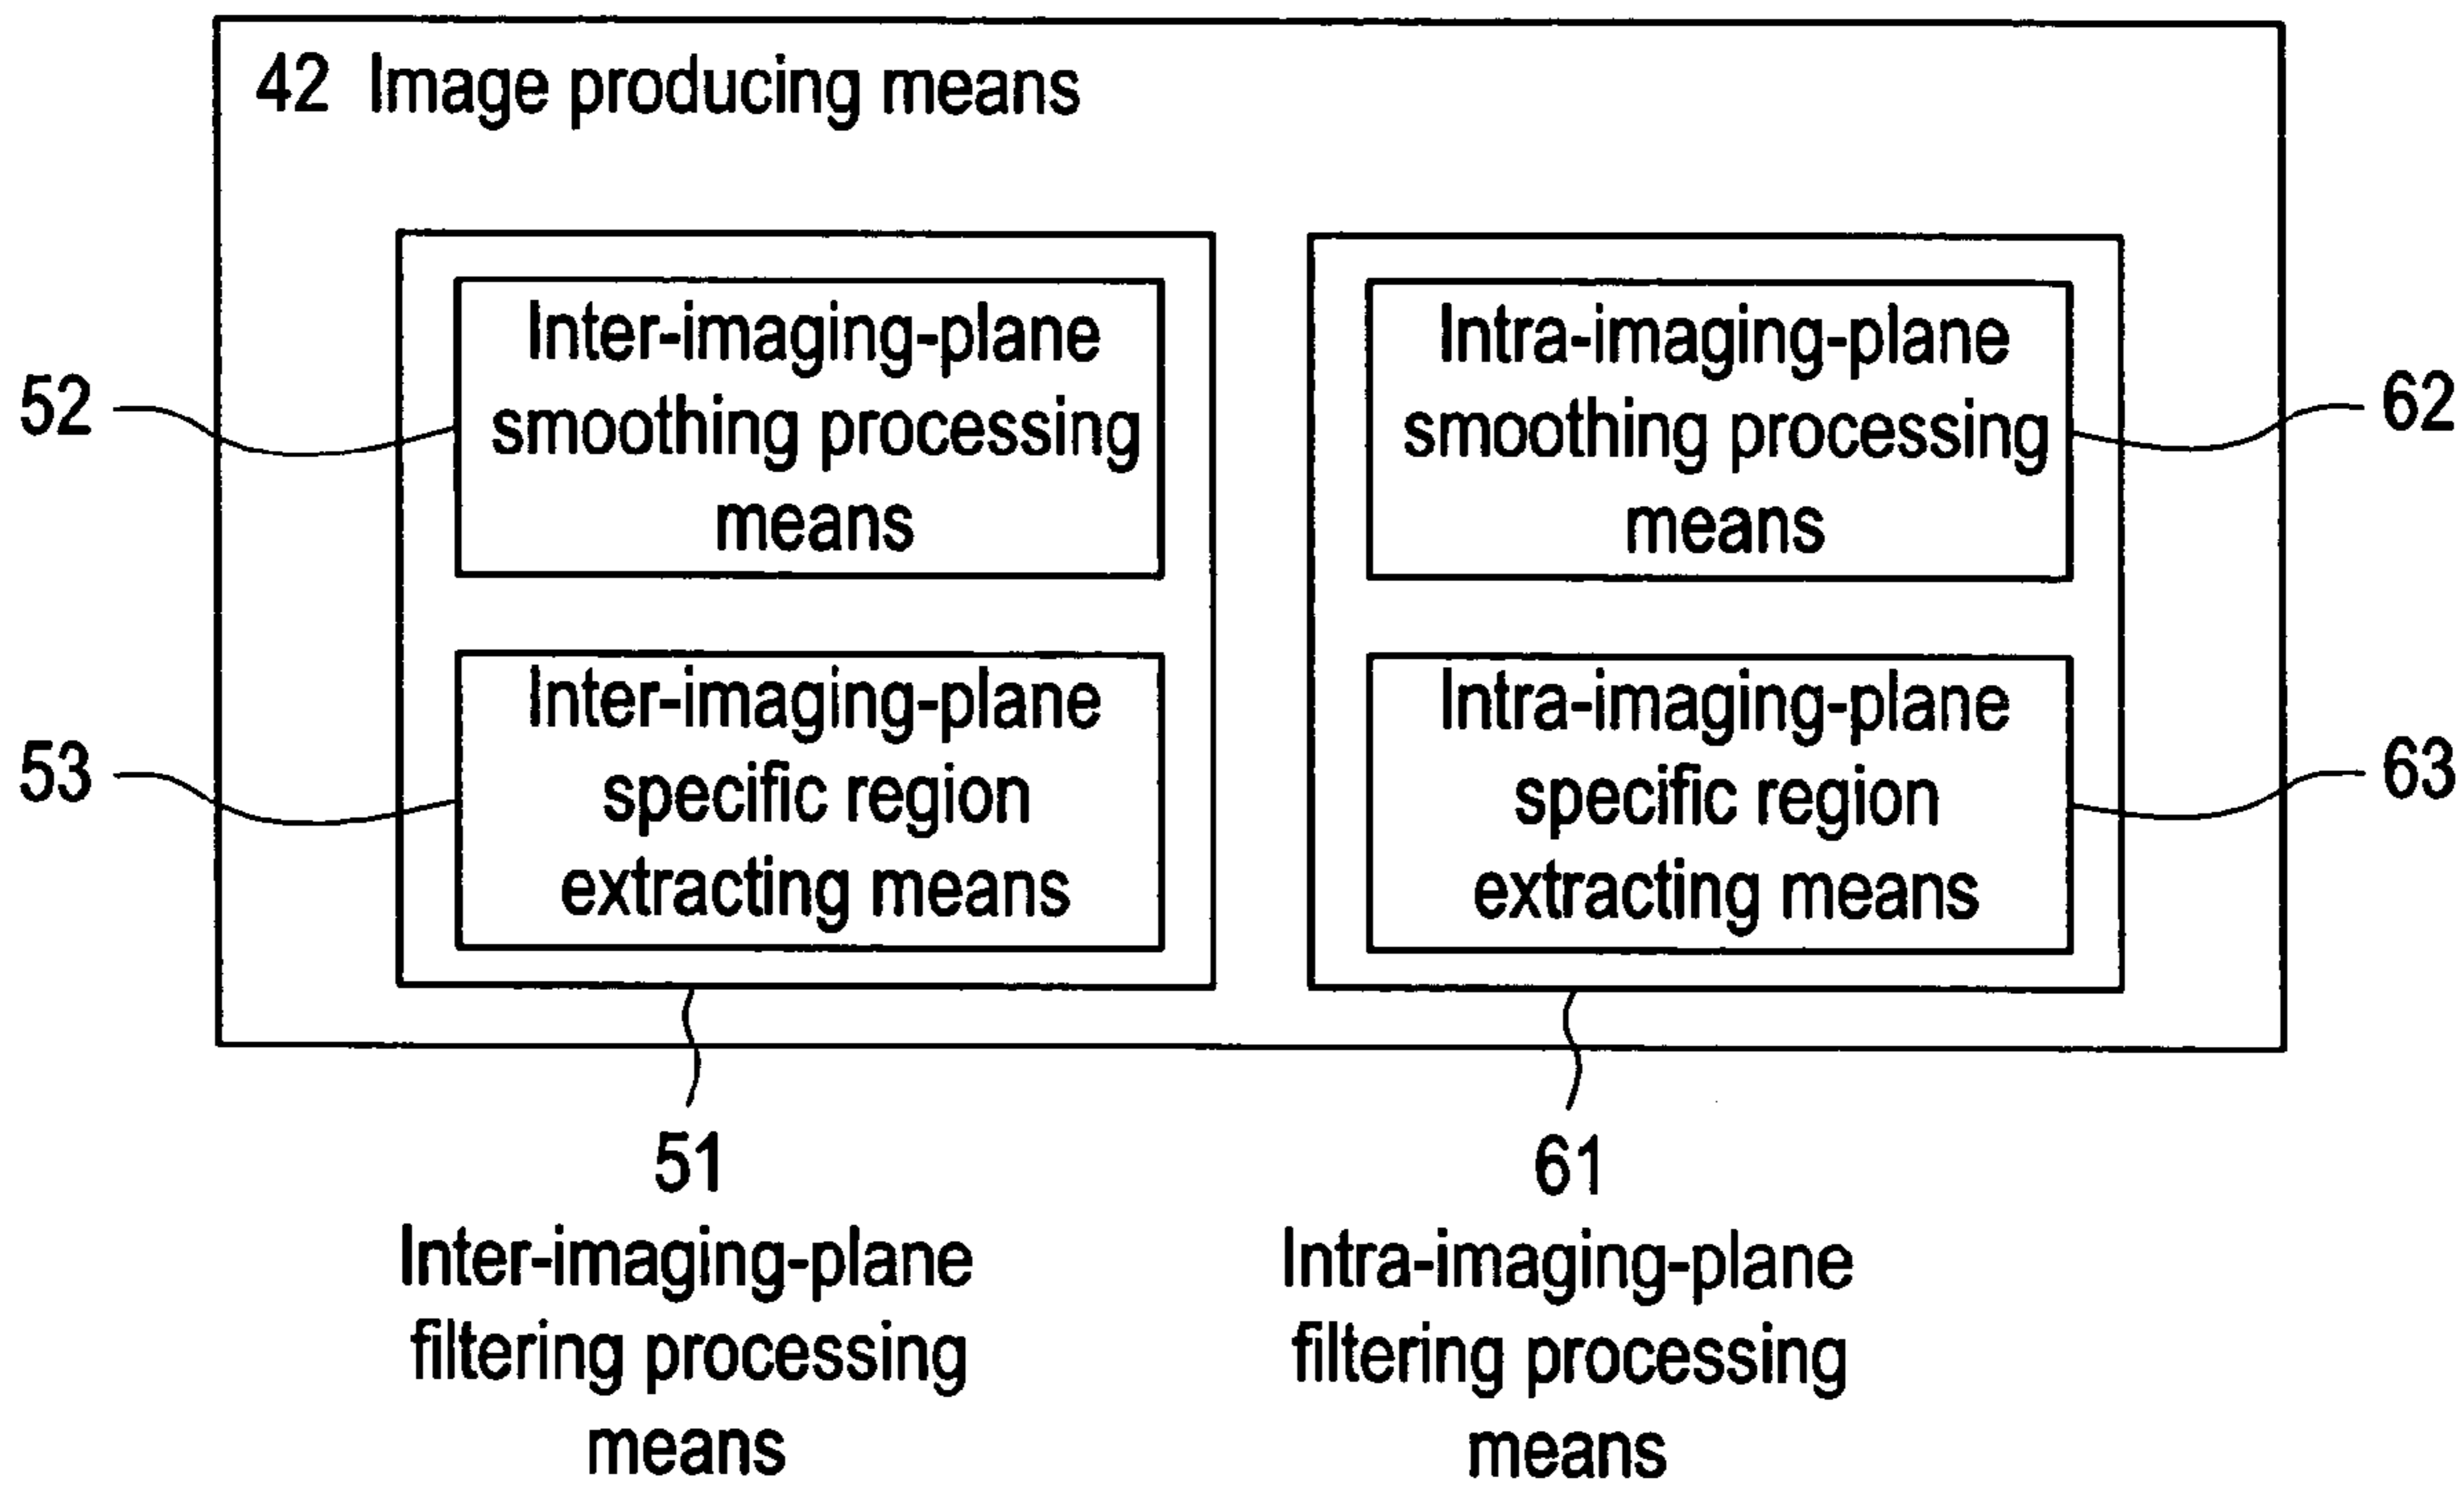 42 Image producing means
52
Inter-imaging-plane
smoothing processing
means
53
Inter-imaging-plane
specific region
extracting means
Intra-imaging-plane
smoothing processing
means
62
Intra-imaging-plane
specific region
extracting means
63
51
Inter-imaging-plane
filtering processing
means
61
Intra-imaging-plane
filtering processing
means